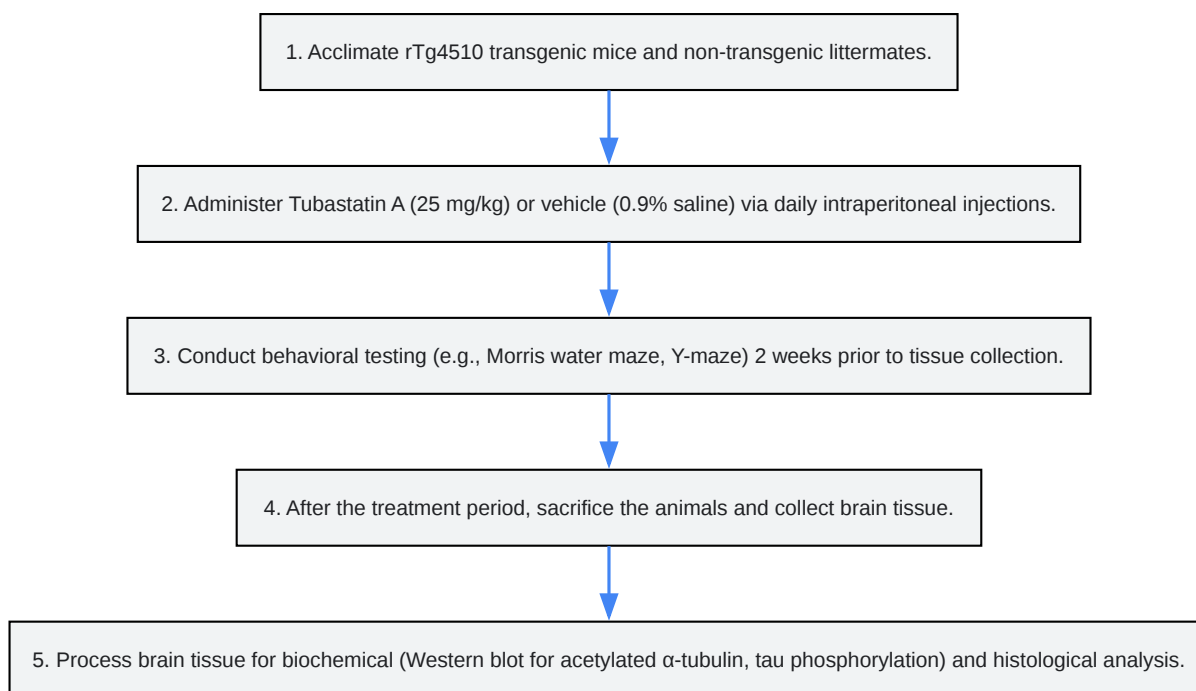 1. Acclimate rTg4510 transgenic mice and non-transgenic littermates.
2. Administer Tubastatin A (25 mg/kg) or vehicle (0.9% saline) via daily intraperitoneal injections.
3. Conduct behavioral testing (e.g., Morris water maze, Y-maze) 2 weeks prior to tissue collection.
4. After the treatment period, sacrifice the animals and collect brain tissue.
5. Process brain tissue for biochemical (Western blot for acetylated α-tubulin, tau phosphorylation) and histological analysis.